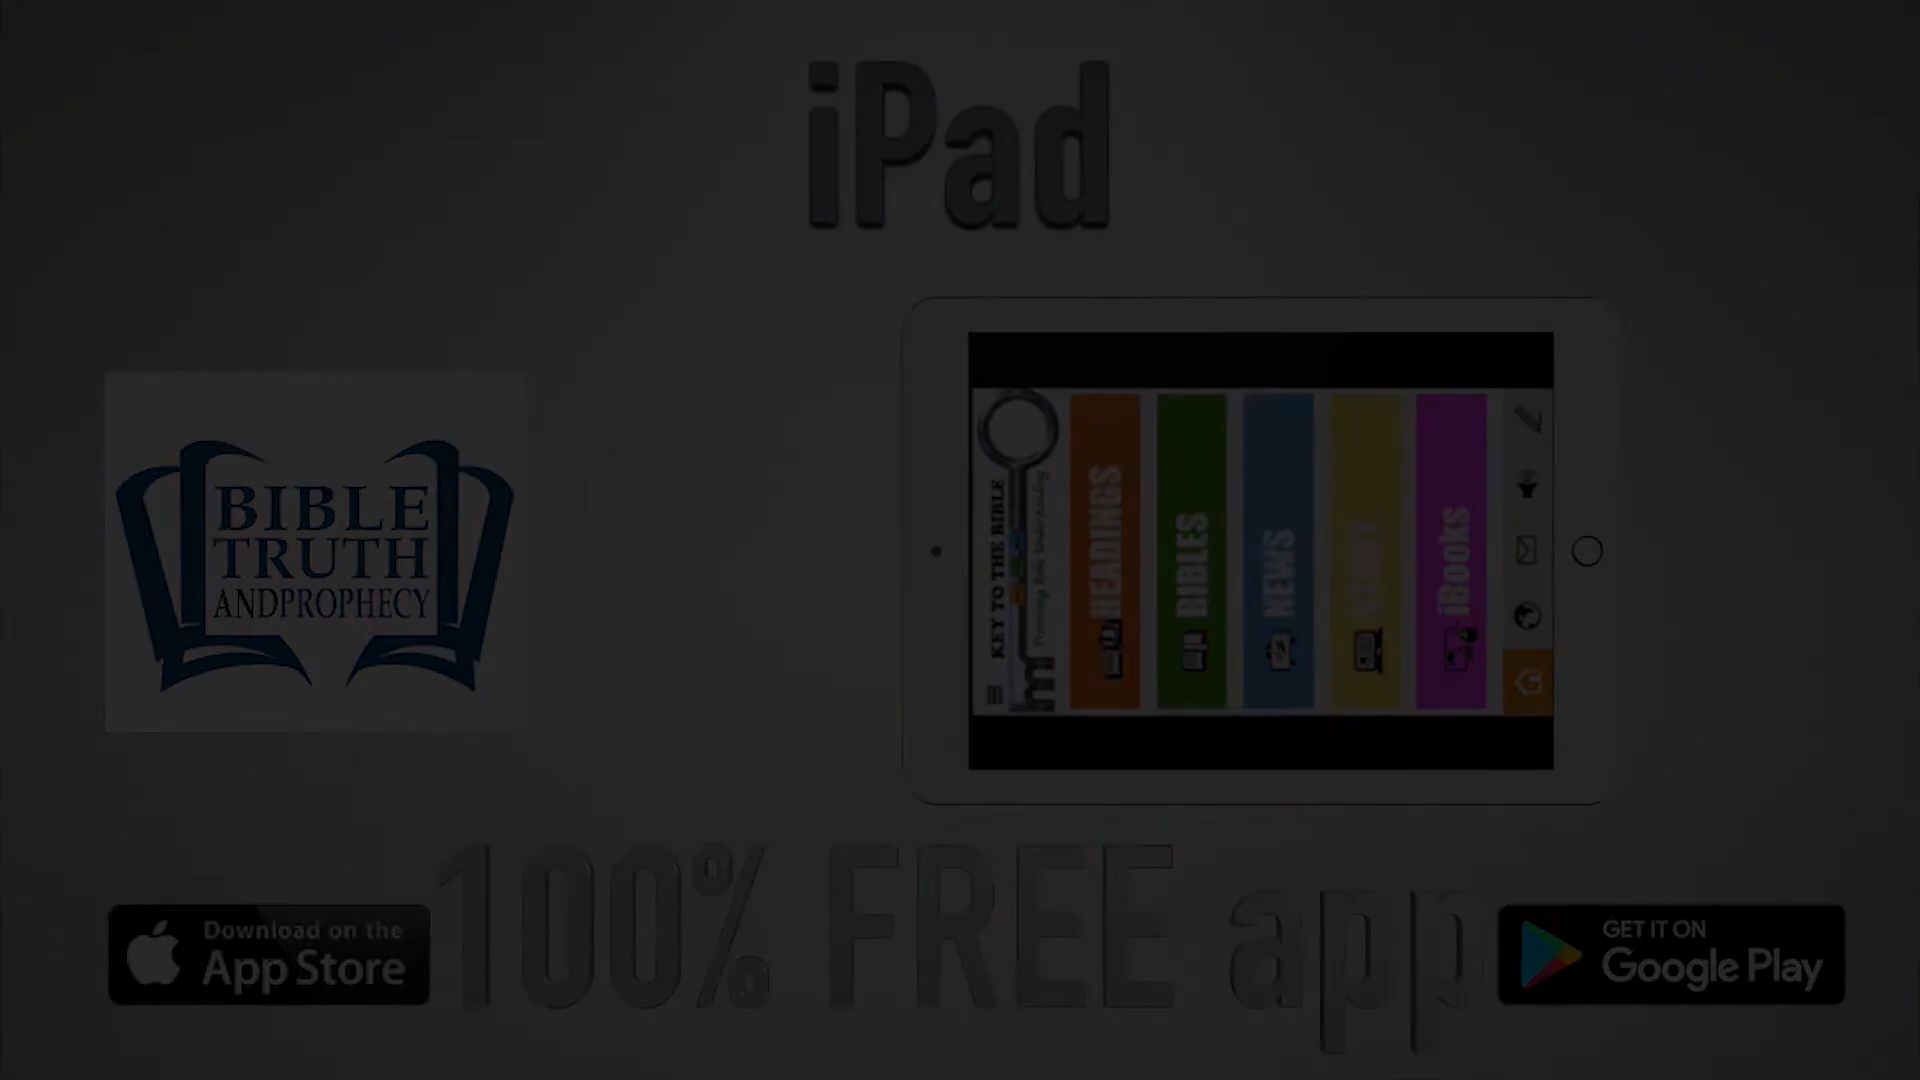 iPad
BIBLE
TRUTH
ANDPROPHECY
KEY TO THE BIBLE
READINGS
BIBLES
NEWS
iBooks
100% FREE app
Download on the
App Store
GET IT ON
Google Play